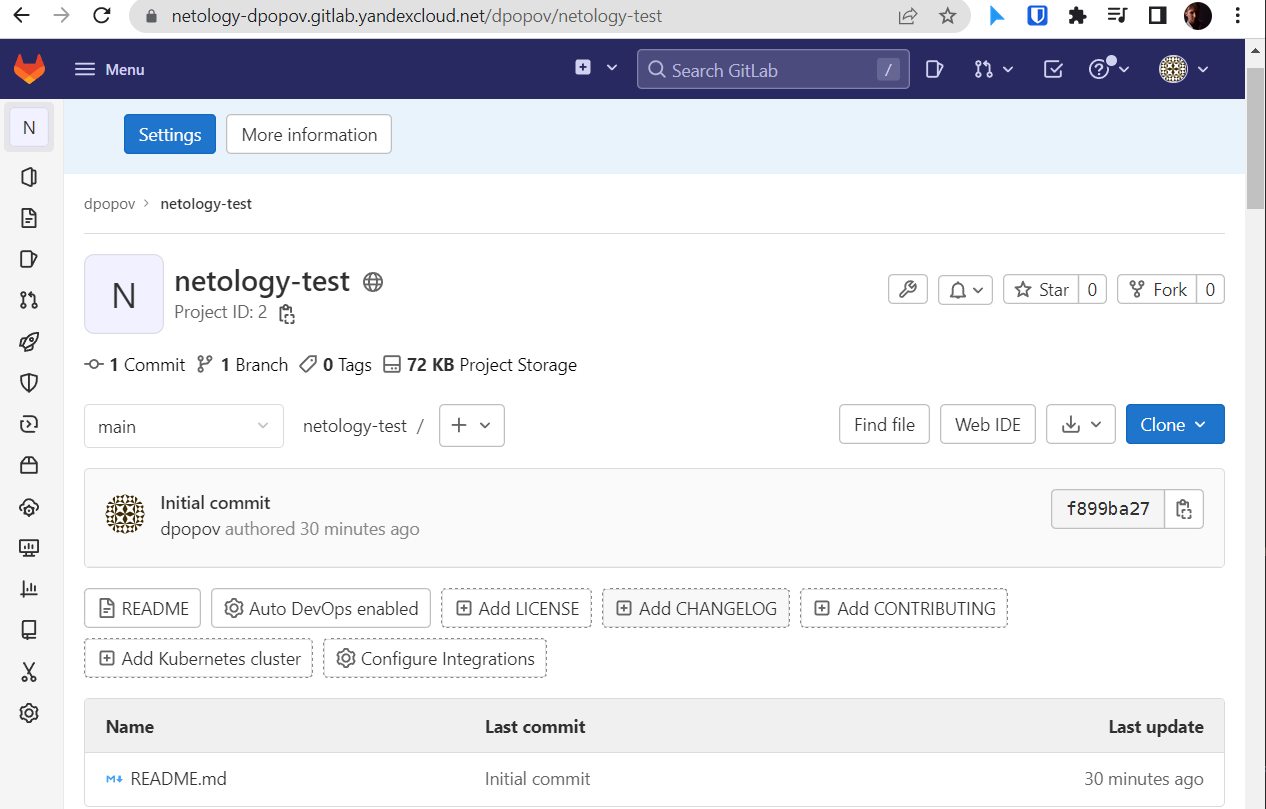 netology-dpopov.gitlab.yandexcloud.net/dpopov/netology-test
Menu
Search GitLab /
N
Settings More information
dpopov > netology-test
N
netology-test
Project ID: 2
Star 0 Fork 0
1 Commit 1 Branch 0 Tags 72 KB Project Storage
main netology-test / + Find file Web IDE Clone
Initial commit
dpopov authored 30 minutes ago
f899ba27
README Auto DevOps enabled Add LICENSE Add CHANGELOG Add CONTRIBUTING
Add Kubernetes cluster Configure Integrations
Name Last commit Last update
README.md Initial commit 30 minutes ago